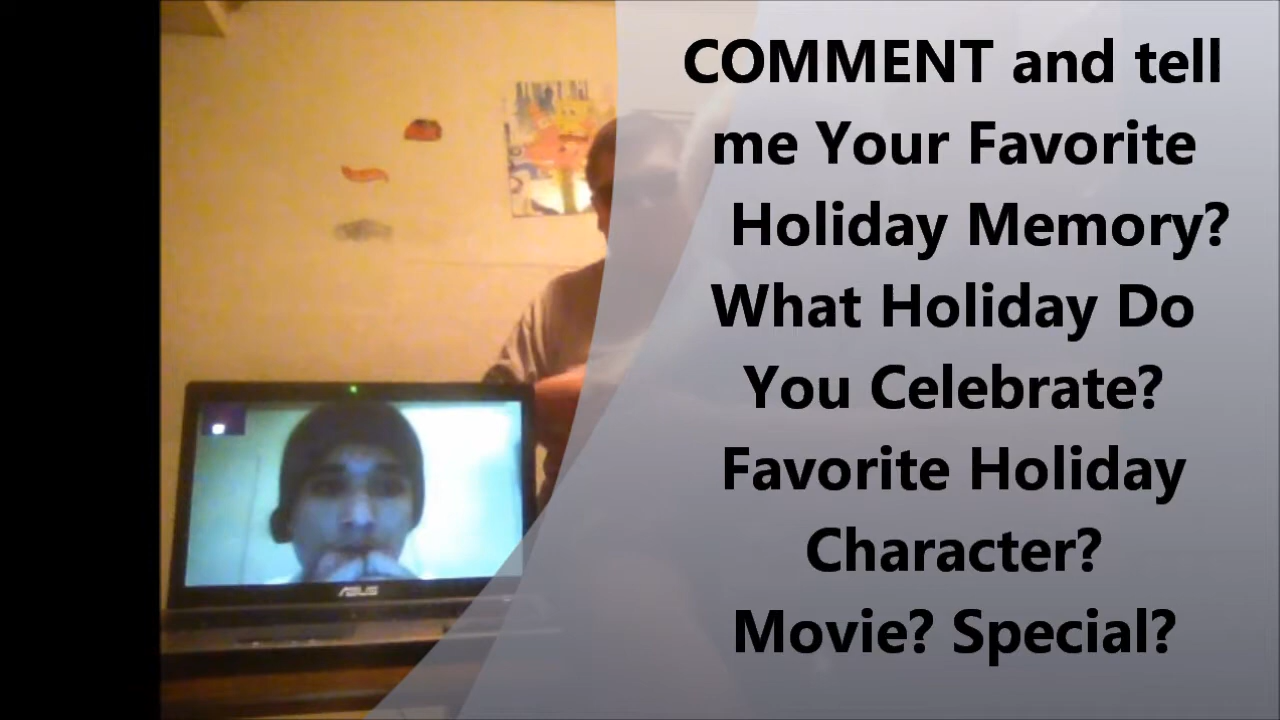 COMMENT and tell
me Your Favorite
Holiday Memory?
What Holiday Do
You Celebrate?
Favorite Holiday
Character?
Movie? Special?
ASUS